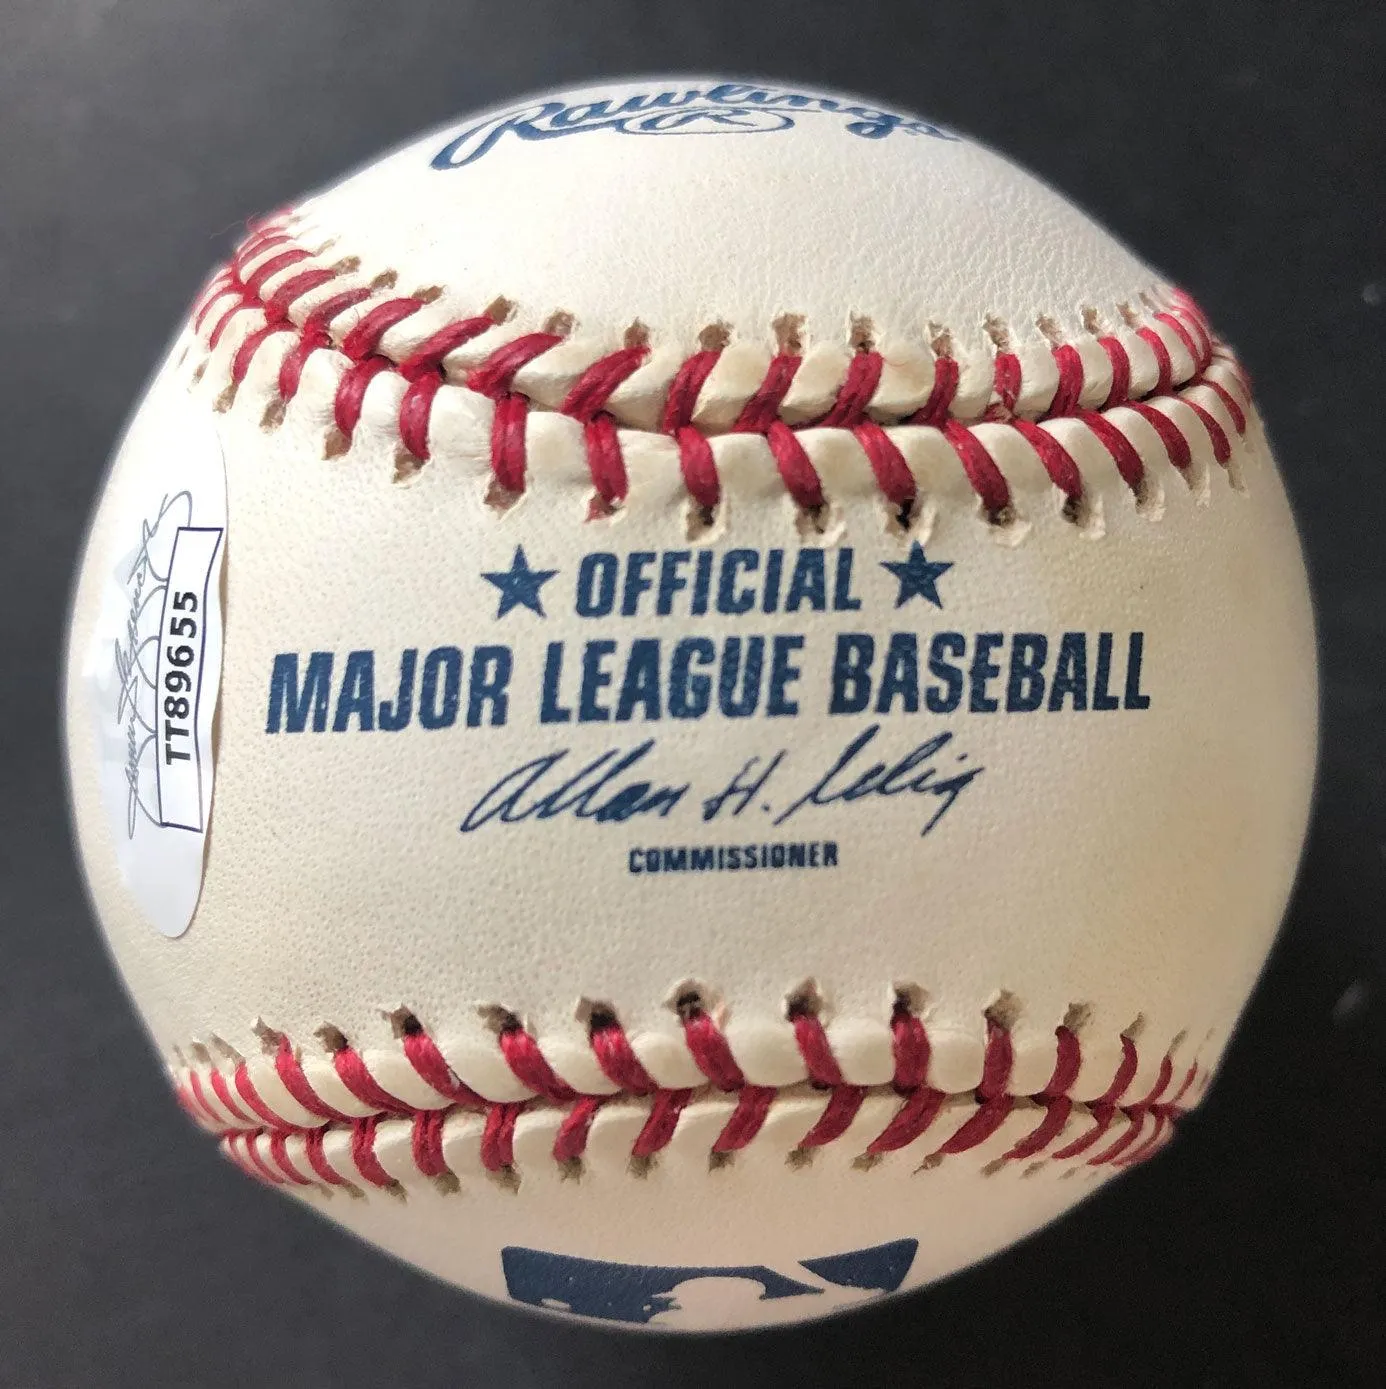 Rawlings
R
★ OFFICIAL ★
MAJOR LEAGUE BASEBALL
Allan H. Selig
COMMISSIONER
TT89655